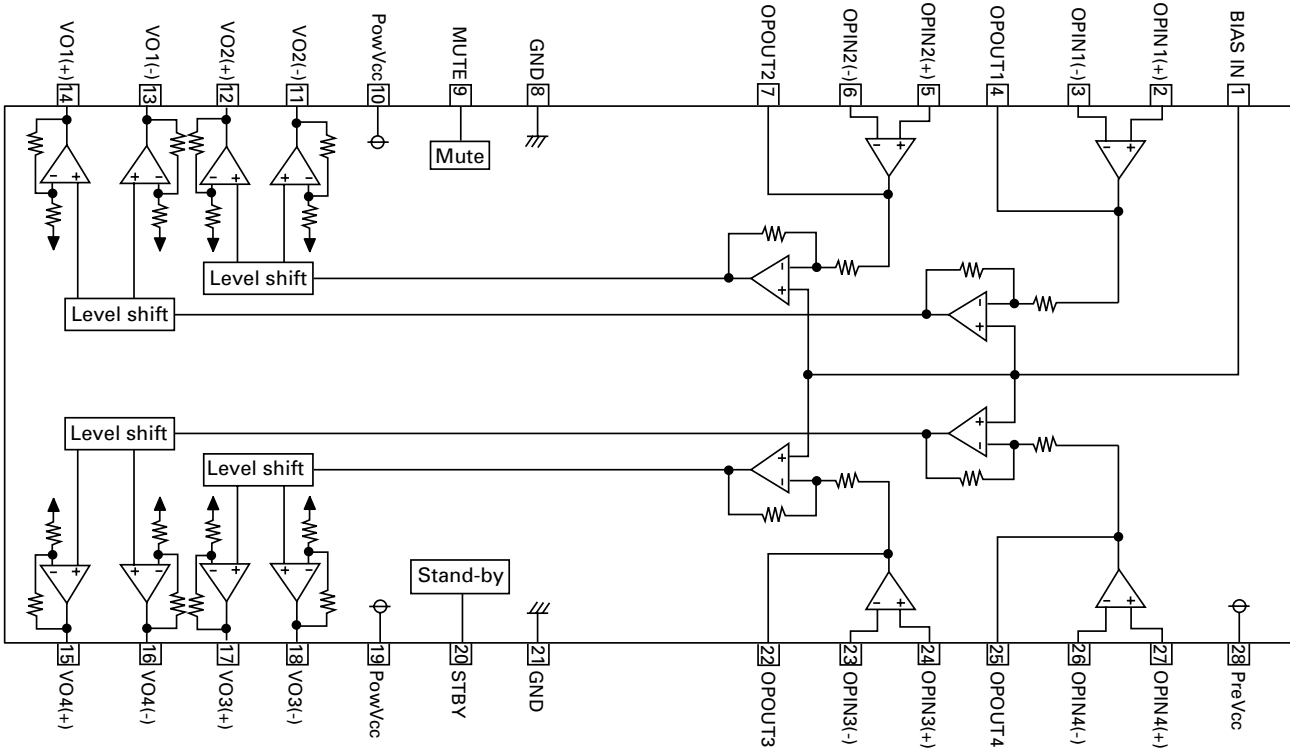 VO1(+)
VO1(-)
VO2(+)
VO2(-)
PowVcc
MUTE
GND
OPOUT2
OPIN2(-)
OPIN2(+)
OPOUT1
OPIN1(-)
OPIN1(+)
BIAS IN
14
13
12
11
10
9
8
7
6
5
4
3
2
1
Mute
- +
+ -
- +
+ -
- +
- +
Level shift
-
+
Level shift
-
+
Level shift
+
-
Level shift
+
-
Stand-by
- +
+ -
- +
+ -
- +
- +
15
16
17
18
19
20
21
22
23
24
25
26
27
28
VO4(+)
VO4(-)
VO3(+)
VO3(-)
PowVcc
STBY
GND
OPOUT3
OPIN3(-)
OPIN3(+)
OPOUT4
OPIN4(-)
OPIN4(+)
PreVcc